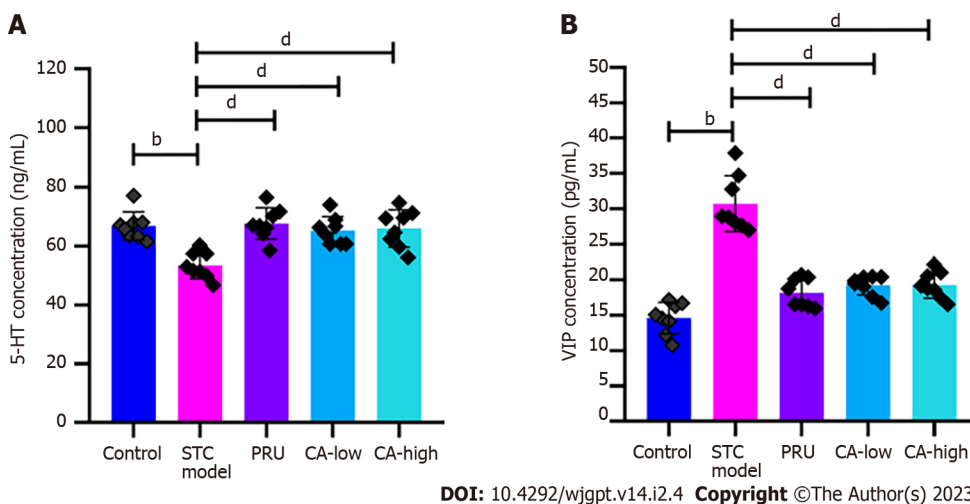 A
d
d
d
b
120
100
80
60
40
20
0
5-HT concentration (ng/mL)
Control
STC
model
PRU
CA-low
CA-high
B
d
d
d
b
50
45
40
35
30
25
20
15
10
5
0
VIP concentration (pg/mL)
Control
STC
model
PRU
CA-low
CA-high
DOI: 10.4292/wjgpt.v14.i2.4 Copyright ©The Author(s) 2023